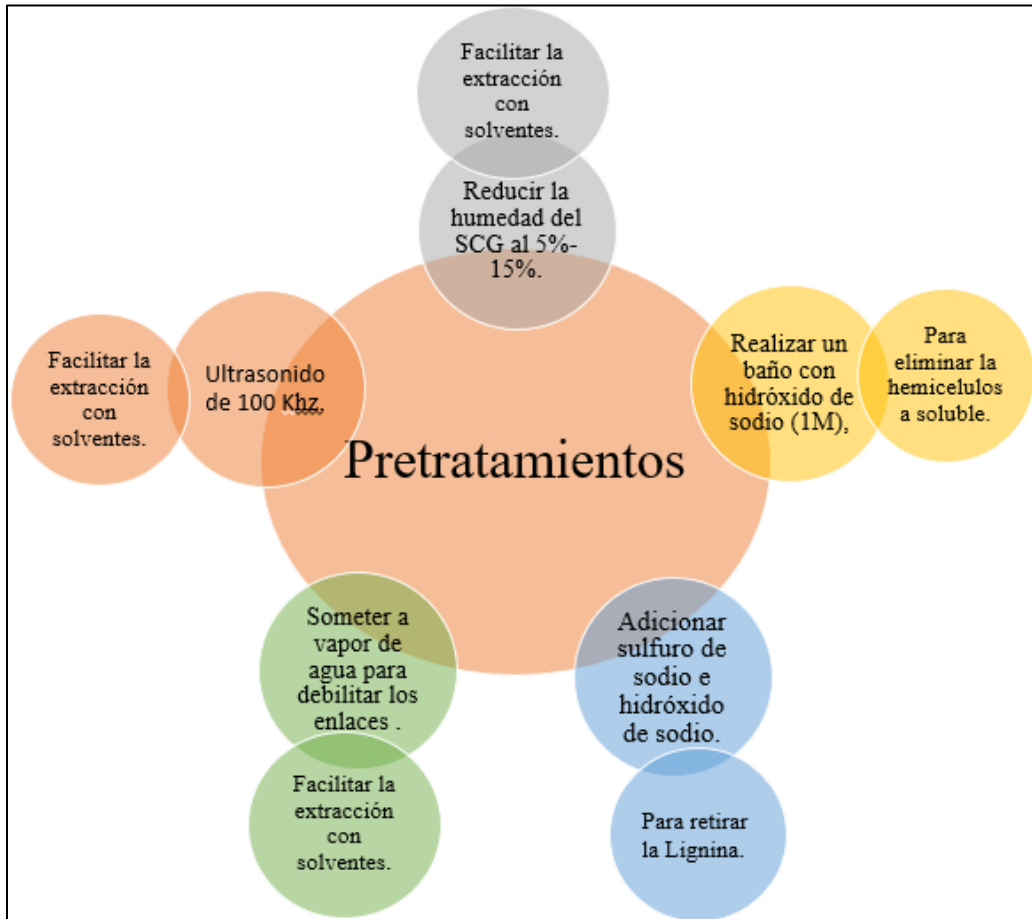 Facilitar la
extracción
con
solventes.
Reducir la
humedad del
SCG al 5%-
15%.
Facilitar la
extracción
con
solventes.
Ultrasonido
de 100 Khz,
Realizar un
baño con
hidróxido de
sodio (1M),
Para
eliminar la
hemicelulos
a soluble.
Pretratamientos
Someter a
vapor de
agua para
debilitar los
enlaces .
Facilitar la
extracción
con
solventes.
Adicionar
sulfuro de
sodio e
hidróxido
de sodio.
Para retirar
la Lignina.